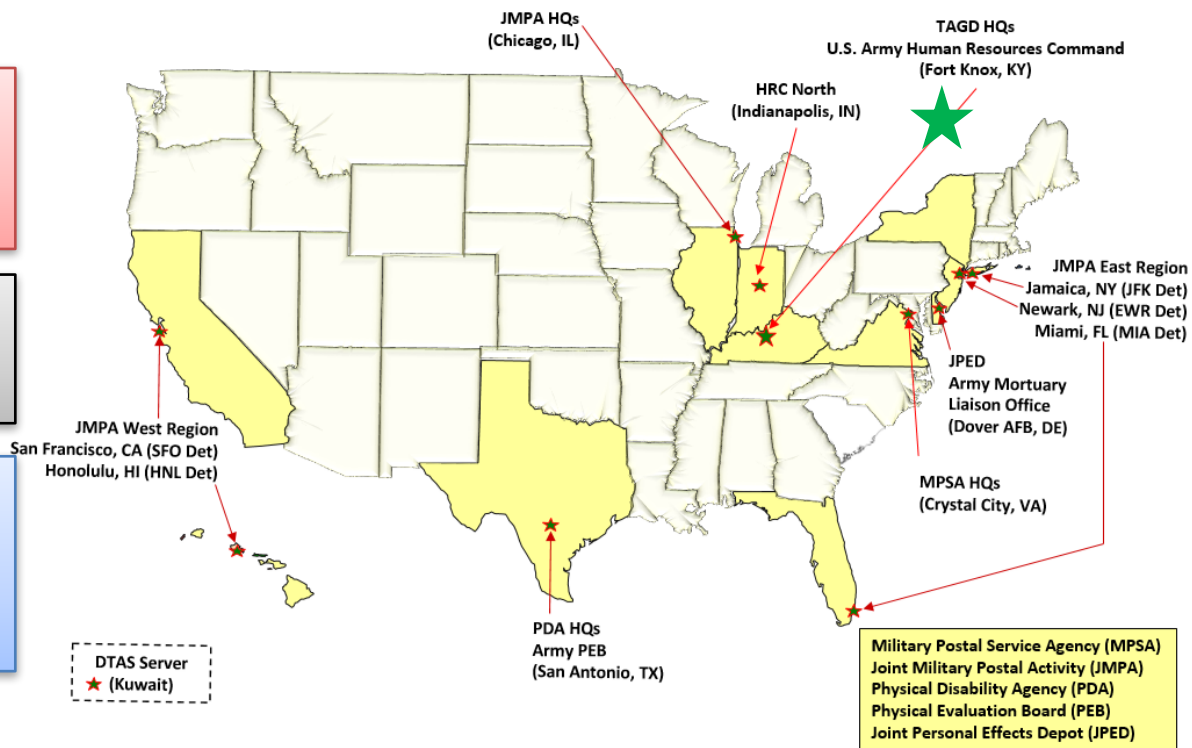 JMPA HQs
(Chicago, IL)
TAGD HQs
U.S. Army Human Resources Command
(Fort Knox, KY)
HRC North
(Indianapolis, IN)
JMPA East Region
Jamaica, NY (JFK Det)
Newark, NJ (EWR Det)
Miami, FL (MIA Det)
JPED
Army Mortuary
Liaison Office
(Dover AFB, DE)
JMPA West Region
San Francisco, CA (SFO Det)
Honolulu, HI (HNL Det)
MPSA HQs
(Crystal City, VA)
PDA HQs
Army PEB
(San Antonio, TX)
DTAS Server
(Kuwait)
Military Postal Service Agency (MPSA)
Joint Military Postal Activity (JMPA)
Physical Disability Agency (PDA)
Physical Evaluation Board (PEB)
Joint Personal Effects Depot (JPED)